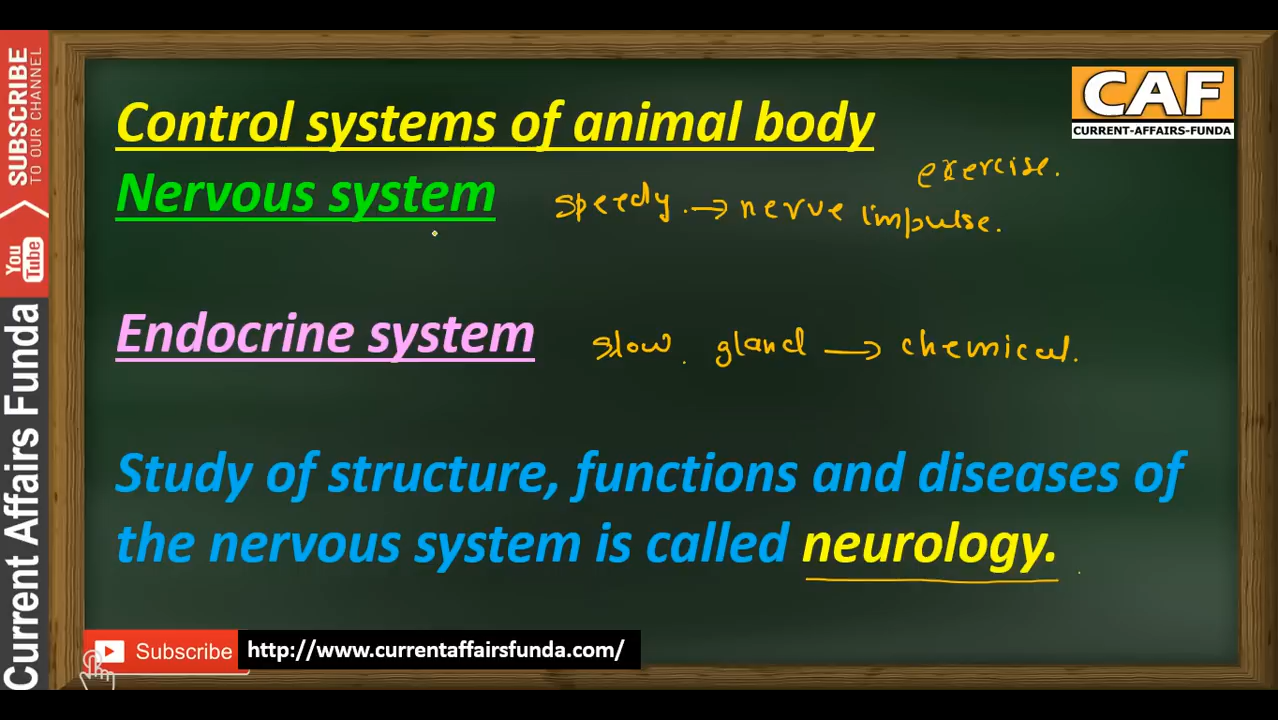 SUBSCRIBE
TO OUR CHANNEL
You
Tube
Current Affairs Funda
CAF
CURRENT-AFFAIRS-FUNDA
Control systems of animal body
exercise.
Nervous system speedy. → nerve impulse.
Endocrine system slow. gland → chemical.
Study of structure, functions and diseases of
the nervous system is called neurology.
Subscribe http://www.currentaffairsfunda.com/